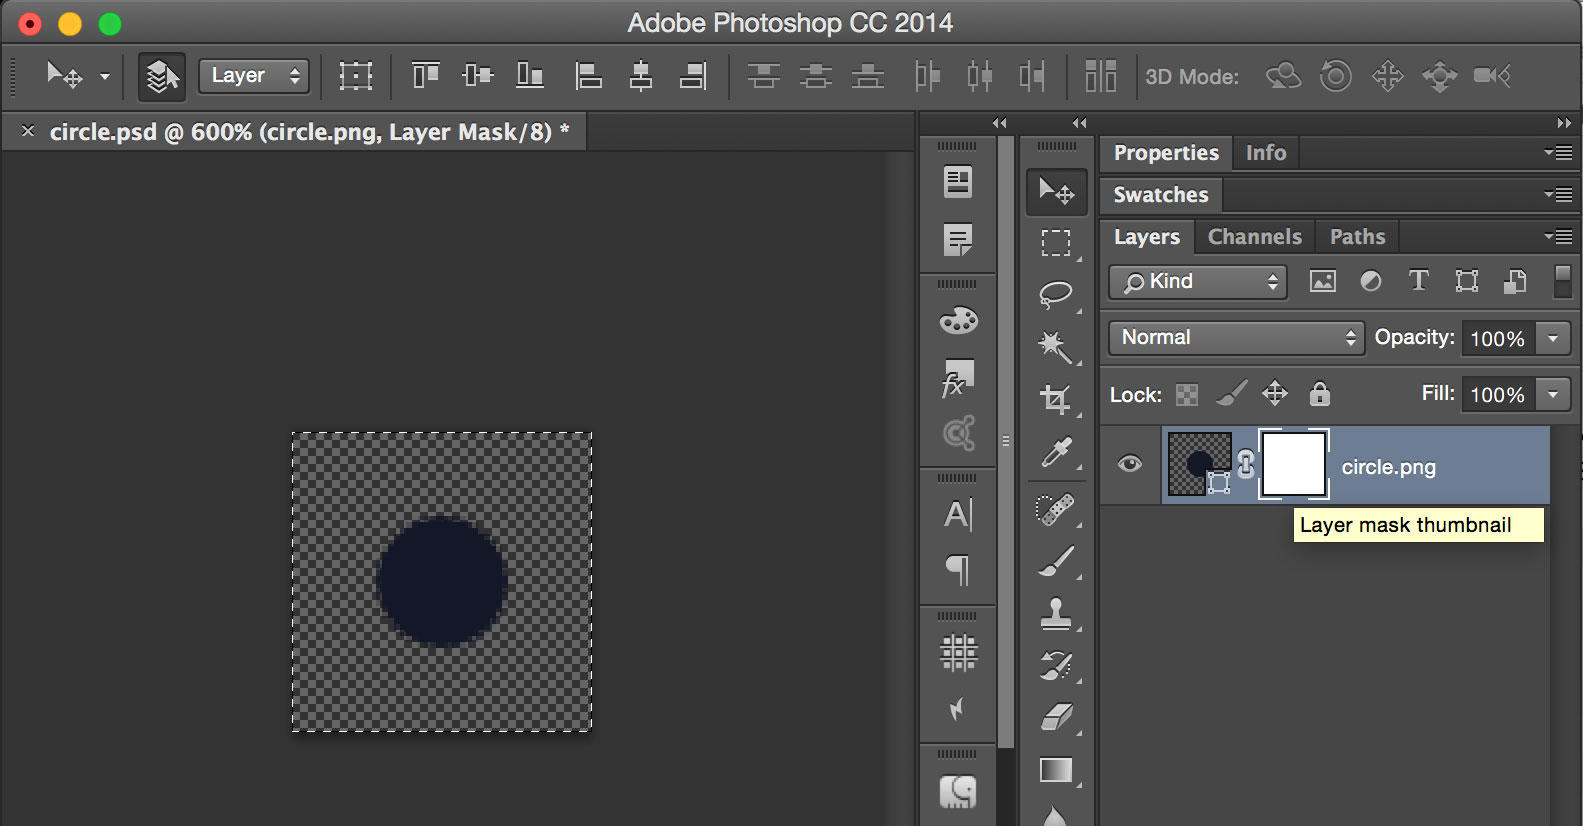 Adobe Photoshop CC 2014
Layer
3D Mode:
× circle.psd @ 600% (circle.png, Layer Mask/8) *
Properties Info
Swatches
Layers Channels Paths
Kind
T
Normal Opacity: 100%
Lock: Fill: 100%
fx
circle.png
A
Layer mask thumbnail